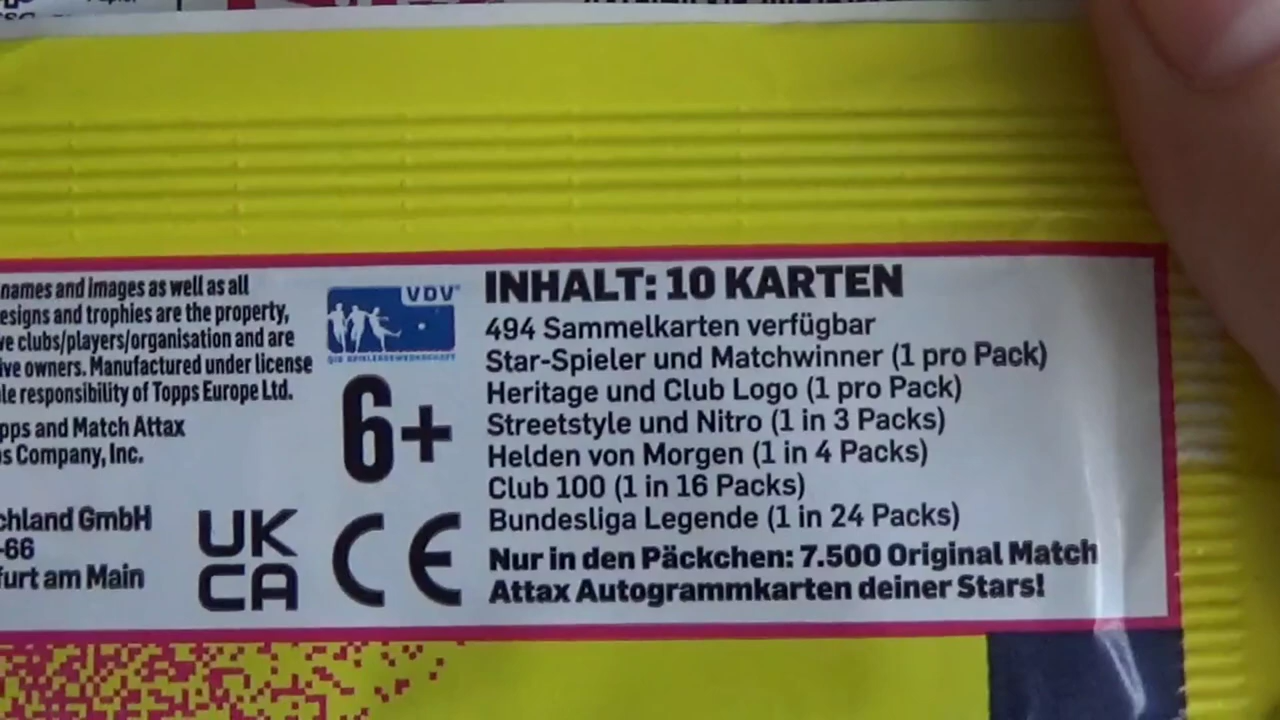 names and images as well as all
esigns and trophies are the property,
ve clubs/players/organisation and are
ive owners. Manufactured under license
le responsibility of Topps Europe Ltd.
pps and Match Attax
s Company, Inc.
chland GmbH
-66
furt am Main
UK
CA
VDV
DIE SPIELERGEWERKSCHAFT
6+
CE
INHALT: 10 KARTEN
494 Sammelkarten verfügbar
Star-Spieler und Matchwinner (1 pro Pack)
Heritage und Club Logo (1 pro Pack)
Streetstyle und Nitro (1 in 3 Packs)
Helden von Morgen (1 in 4 Packs)
Club 100 (1 in 16 Packs)
Bundesliga Legende (1 in 24 Packs)
Nur in den Päckchen: 7.500 Original Match
Attax Autogrammkarten deiner Stars!